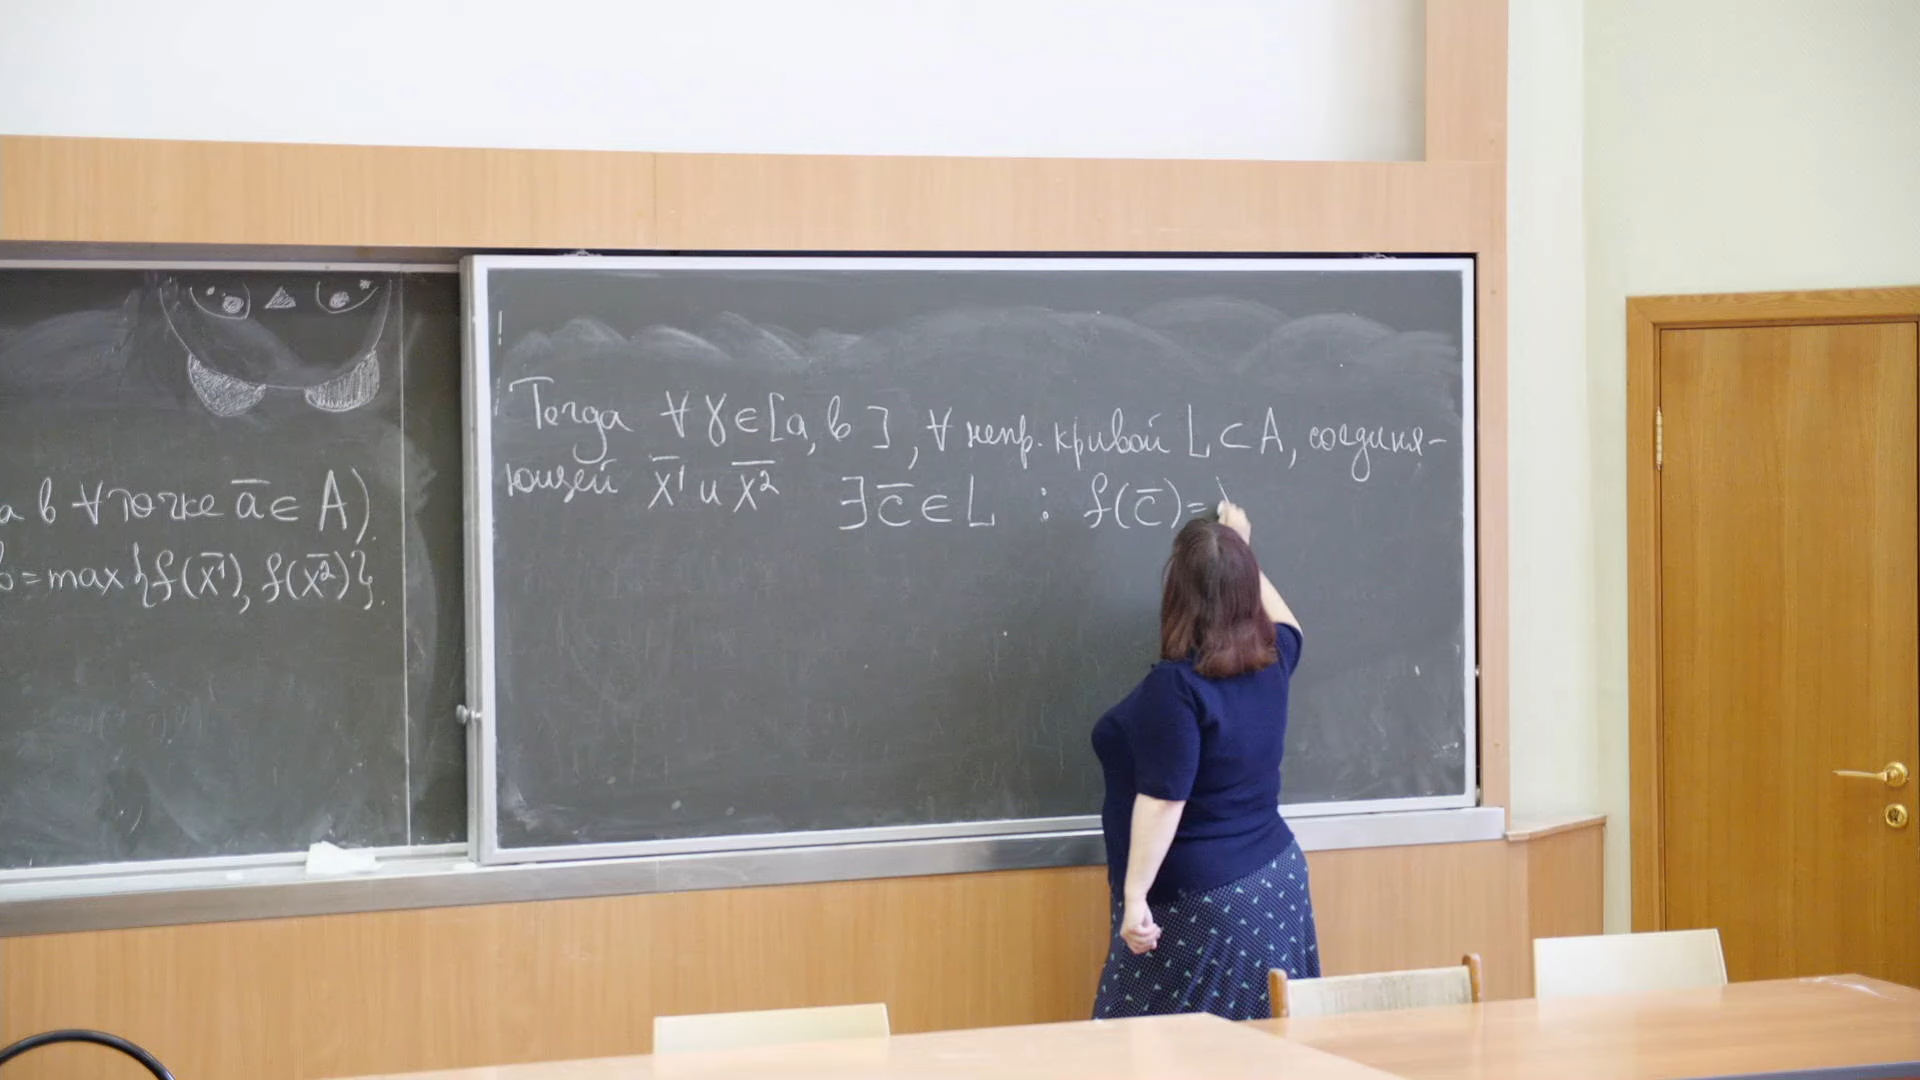 а в ∀ точке a̅ ∈ A)
b = max{f(x̅¹), f(x̅²)}.
Тогда ∀ γ ∈ [a, b], ∀ непр. кривой L ⊂ A, соединя-
ющей x̅¹ и x̅² ∃ c̅ ∈ L : f(c̅) =